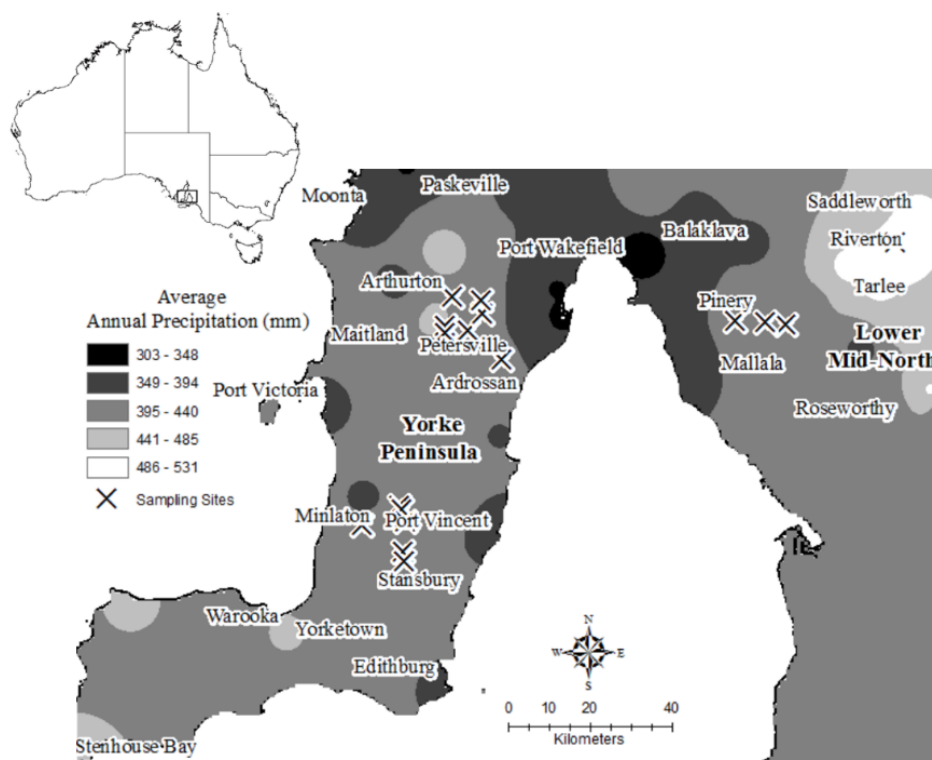 Moonta
Paskeville
Saddleworth
Port Wakefield
Balaklava
Riverton
Arthurton
Tarlee
Average
Annual Precipitation (mm)
303 - 348
349 - 394
395 - 440
441 - 485
486 - 531
Sampling Sites
Pinery
Maitland
Petersville
Lower
Mid-North
Mallala
Port Victoria
Ardrossan
Roseworthy
Yorke
Peninsula
Minlaton
Port Vincent
Stansbury
Warooka
Yorketown
Edithburg
N
W
E
S
0 10 20 40
Kilometers
Stenhouse Bay